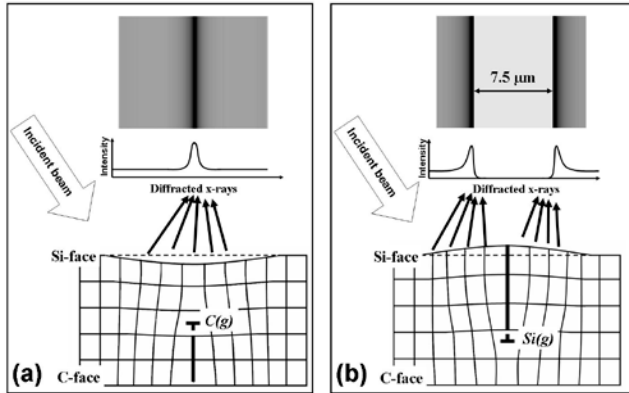 Incident beam
Intensity
Diffracted x-rays
Si-face
C(g)
C-face
(a)
7.5 μm
Incident beam
Intensity
Diffracted x-rays
Si-face
Si(g)
C-face
(b)